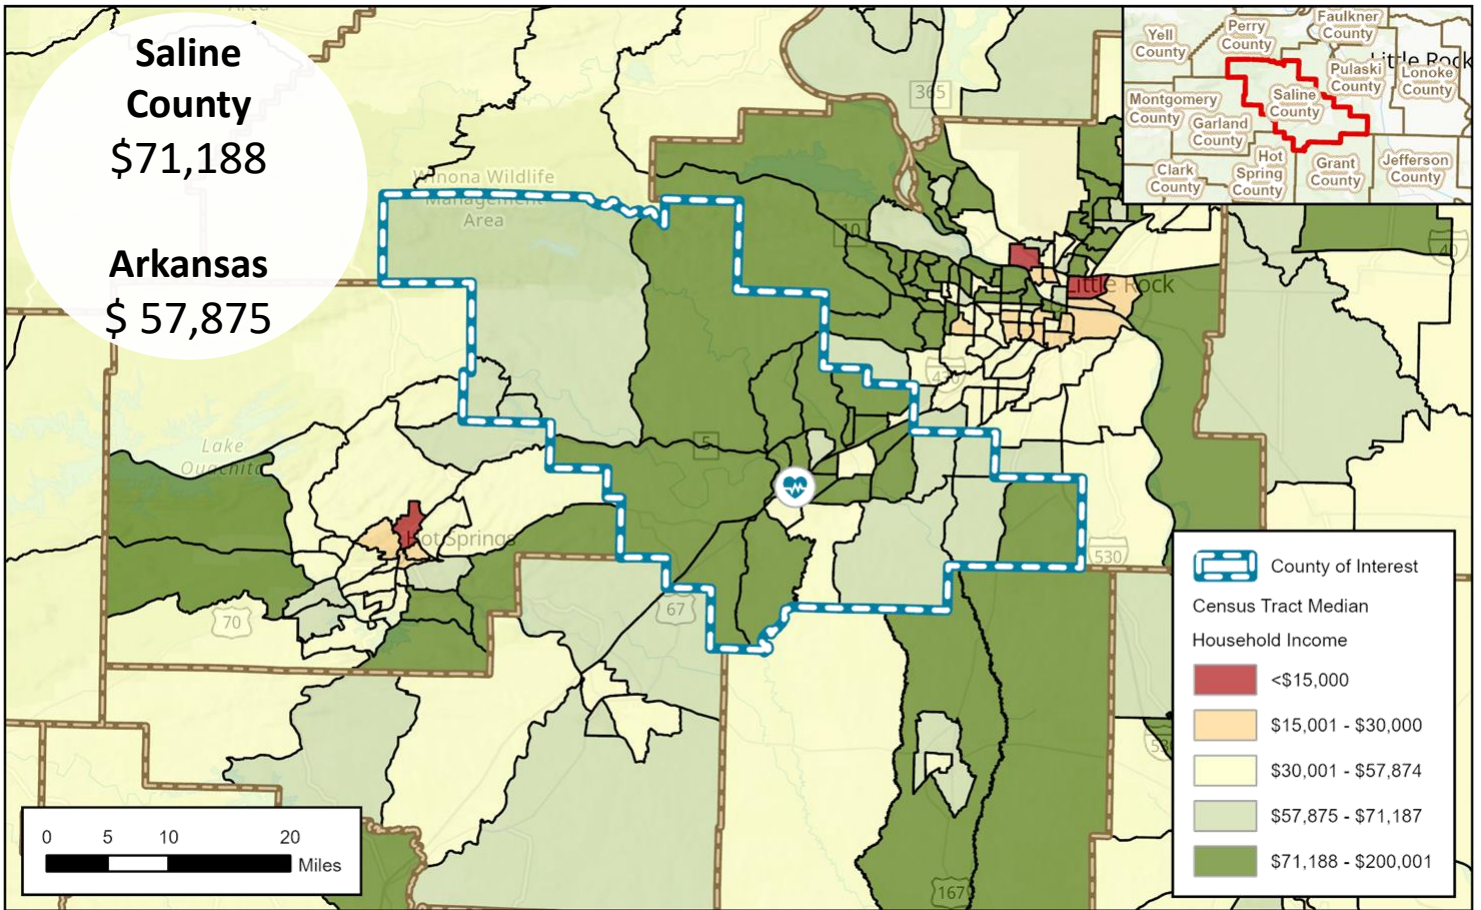 Area
Saline
County
$71,188
Arkansas
$ 57,875
Winona Wildlife
Management
Area
365
10
Little Rock
430
5
Lake
Ouachita
Hot Springs
70
67
530
40
167
Yell
County
Perry
County
Faulkner
County
Little Rock
Pulaski
County
Lonoke
County
Saline
County
Montgomery
County
Garland
County
Clark
County
Hot
Spring
County
Grant
County
Jefferson
County
County of Interest
Census Tract Median
Household Income
<$15,000
$15,001 - $30,000
$30,001 - $57,874
$57,875 - $71,187
$71,188 - $200,001
0 5 10 20
Miles